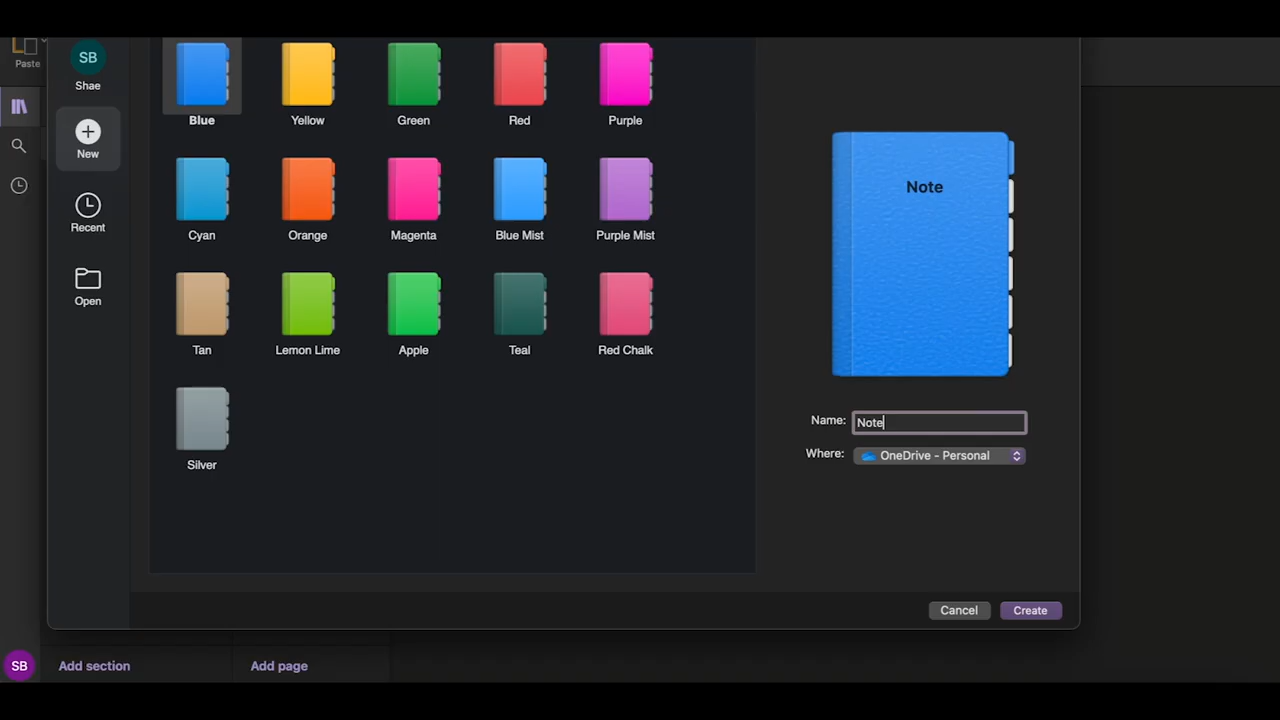 Paste
SB
Shae
New
Recent
Open
Blue
Yellow
Green
Red
Purple
Cyan
Orange
Magenta
Blue Mist
Purple Mist
Tan
Lemon Lime
Apple
Teal
Red Chalk
Silver
Note
Name: Note
Where: OneDrive - Personal
Cancel
Create
SB
Add section
Add page